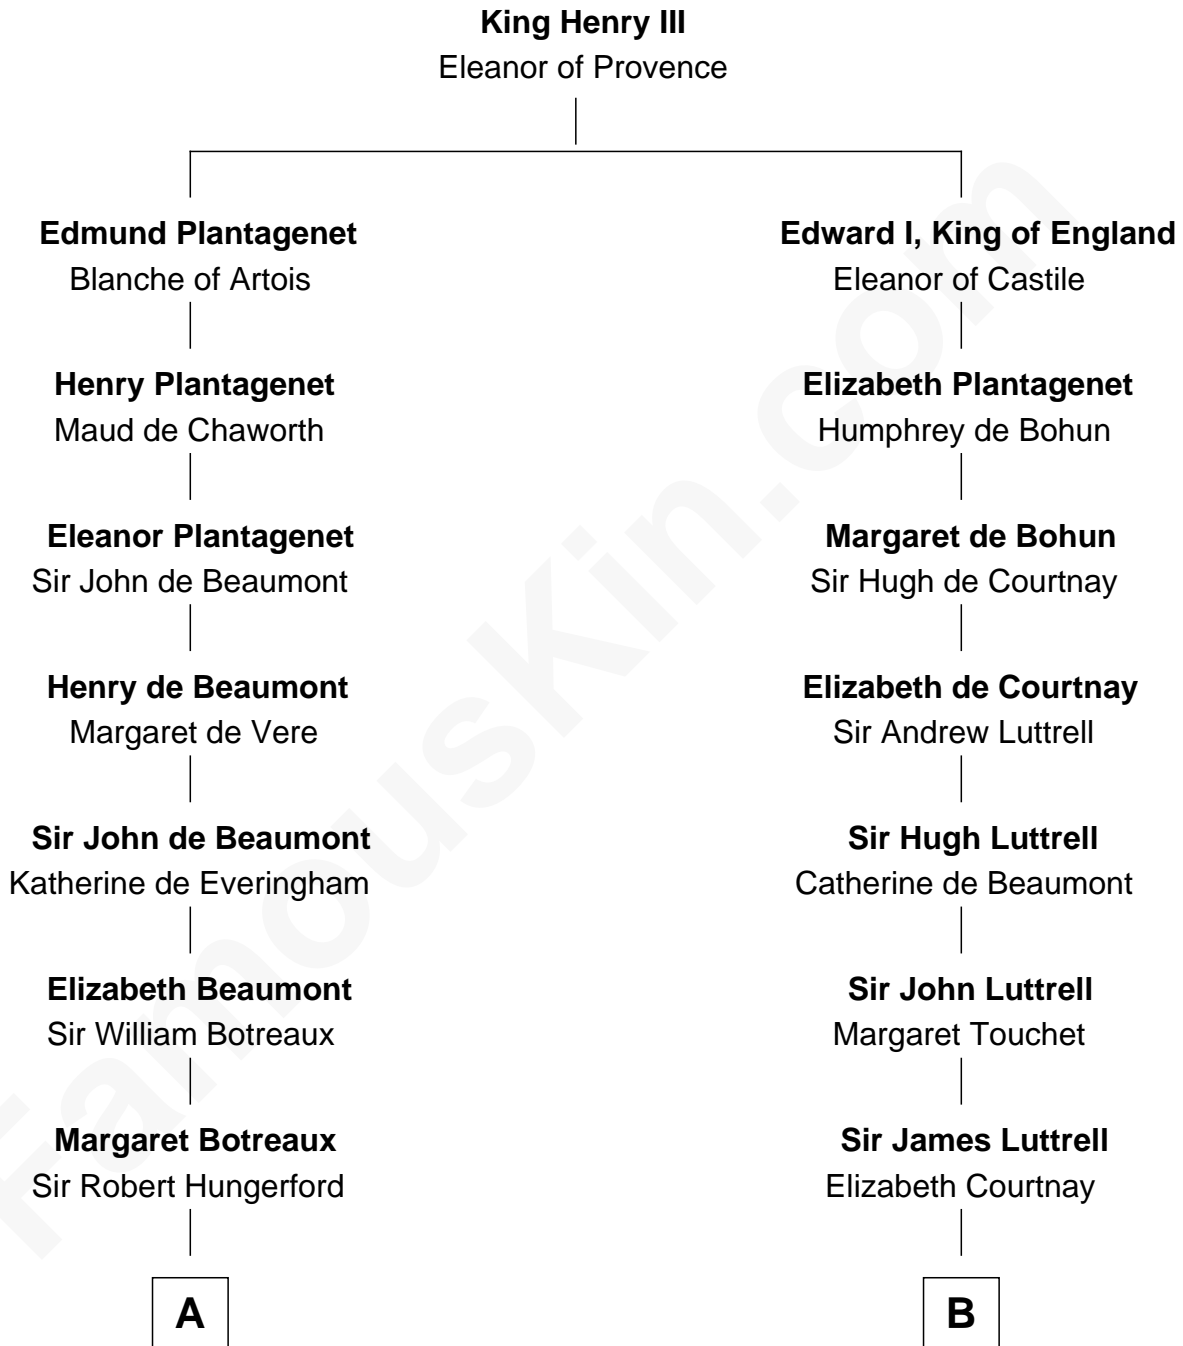 King Henry III
Eleanor of Provence
Edmund Plantagenet
Blanche of Artois
Henry Plantagenet
Maud de Chaworth
Eleanor Plantagenet
Sir John de Beaumont
Henry de Beaumont
Margaret de Vere
Sir John de Beaumont
Katherine de Everingham
Elizabeth Beaumont
Sir William Botreaux
Margaret Botreaux
Sir Robert Hungerford
A
Edward I, King of England
Eleanor of Castile
Elizabeth Plantagenet
Humphrey de Bohun
Margaret de Bohun
Sir Hugh de Courtnay
Elizabeth de Courtnay
Sir Andrew Luttrell
Sir Hugh Luttrell
Catherine de Beaumont
Sir John Luttrell
Margaret Touchet
Sir James Luttrell
Elizabeth Courtnay
B
FamousKin.com